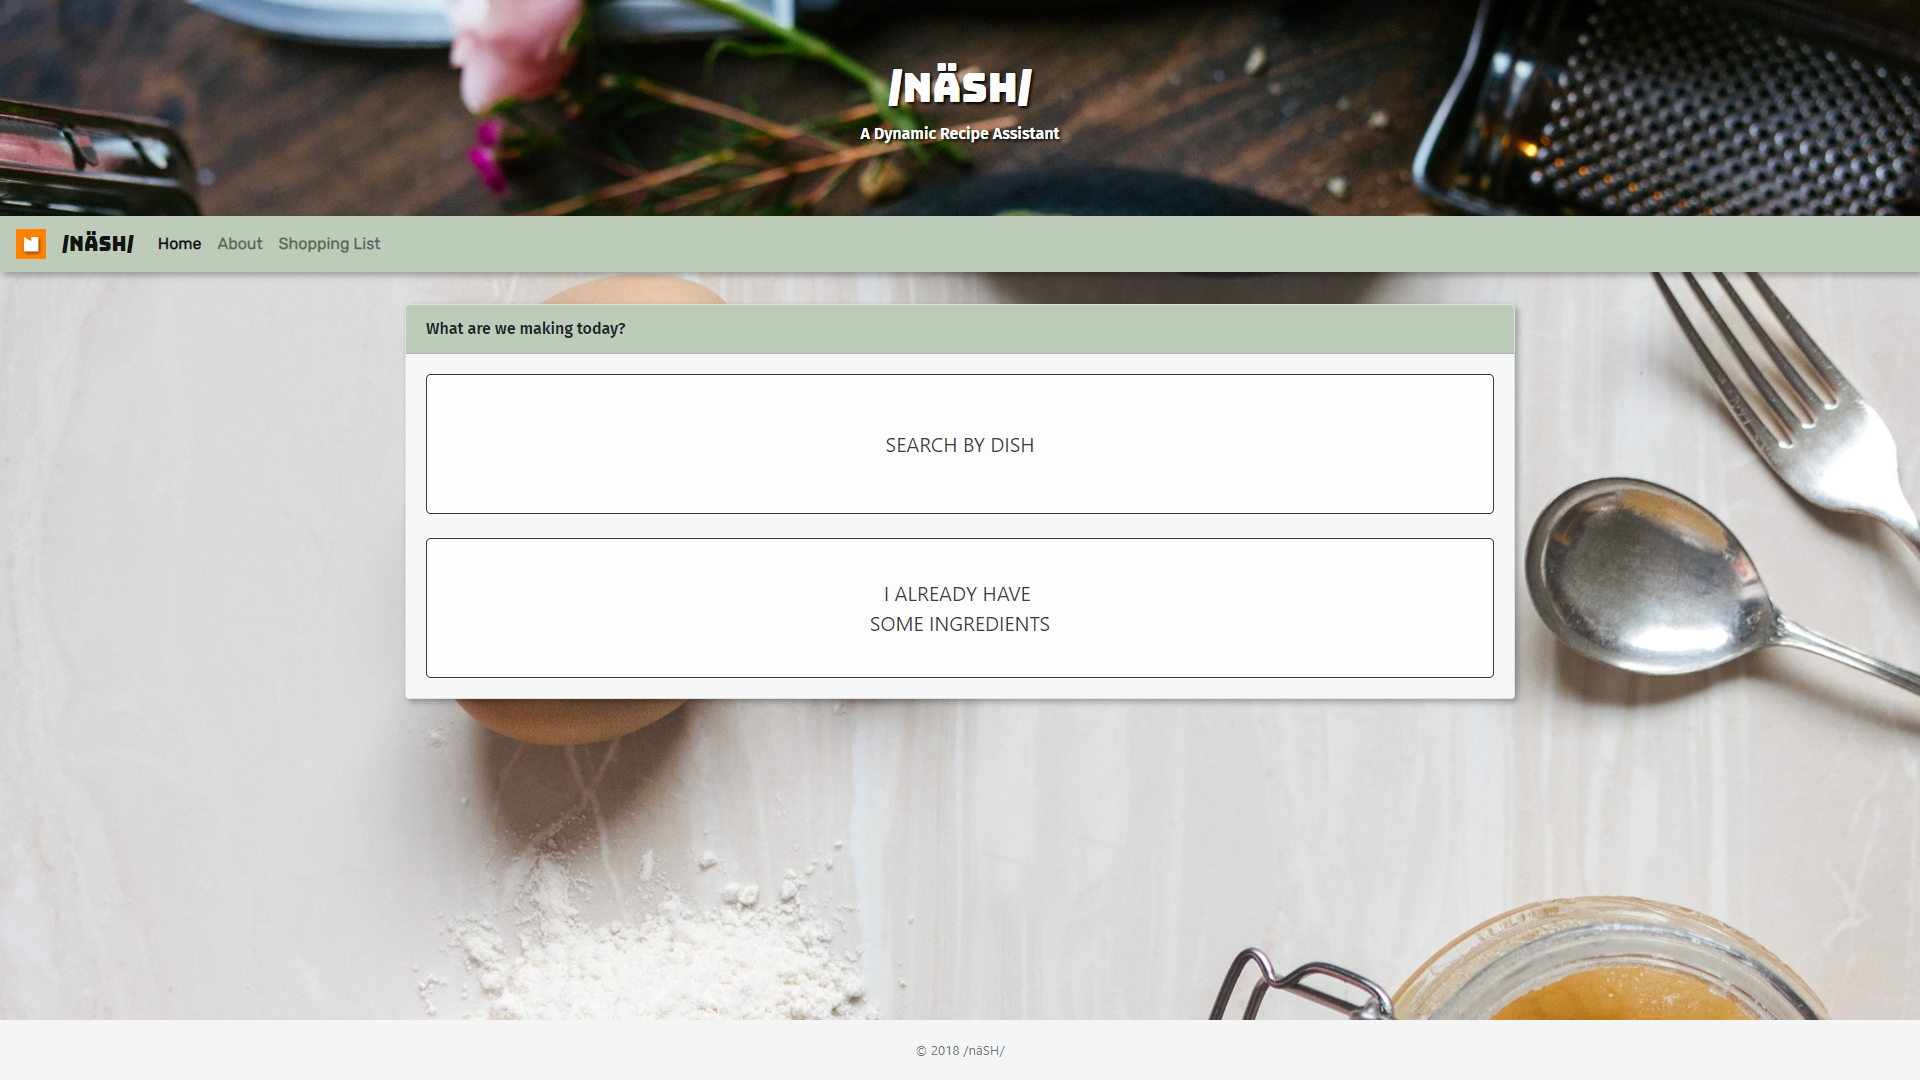 /NÄSH/
A Dynamic Recipe Assistant
/NÄSH/ Home About Shopping List
What are we making today?
SEARCH BY DISH
I ALREADY HAVE
SOME INGREDIENTS
© 2018 /näSH/